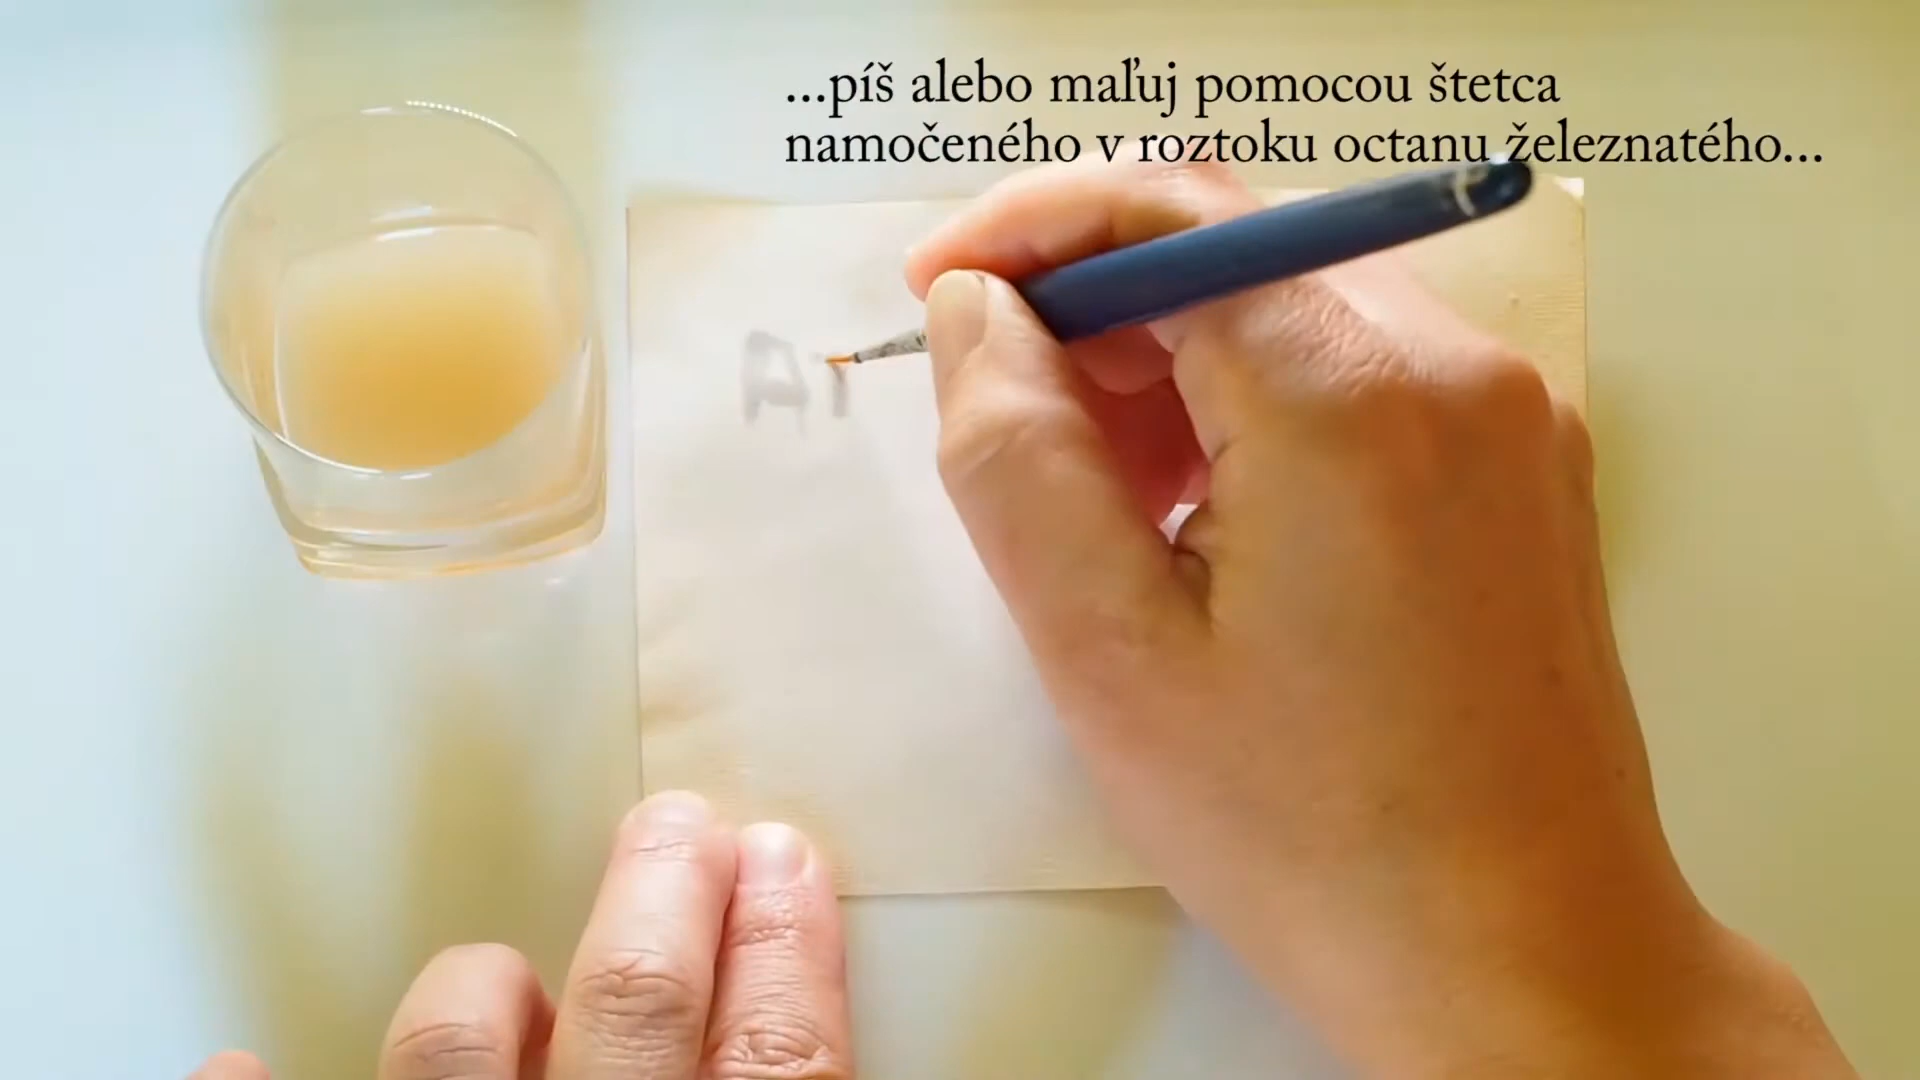 ...píš alebo maľuj pomocou štetca
namočeného v roztoku octanu železnatého...